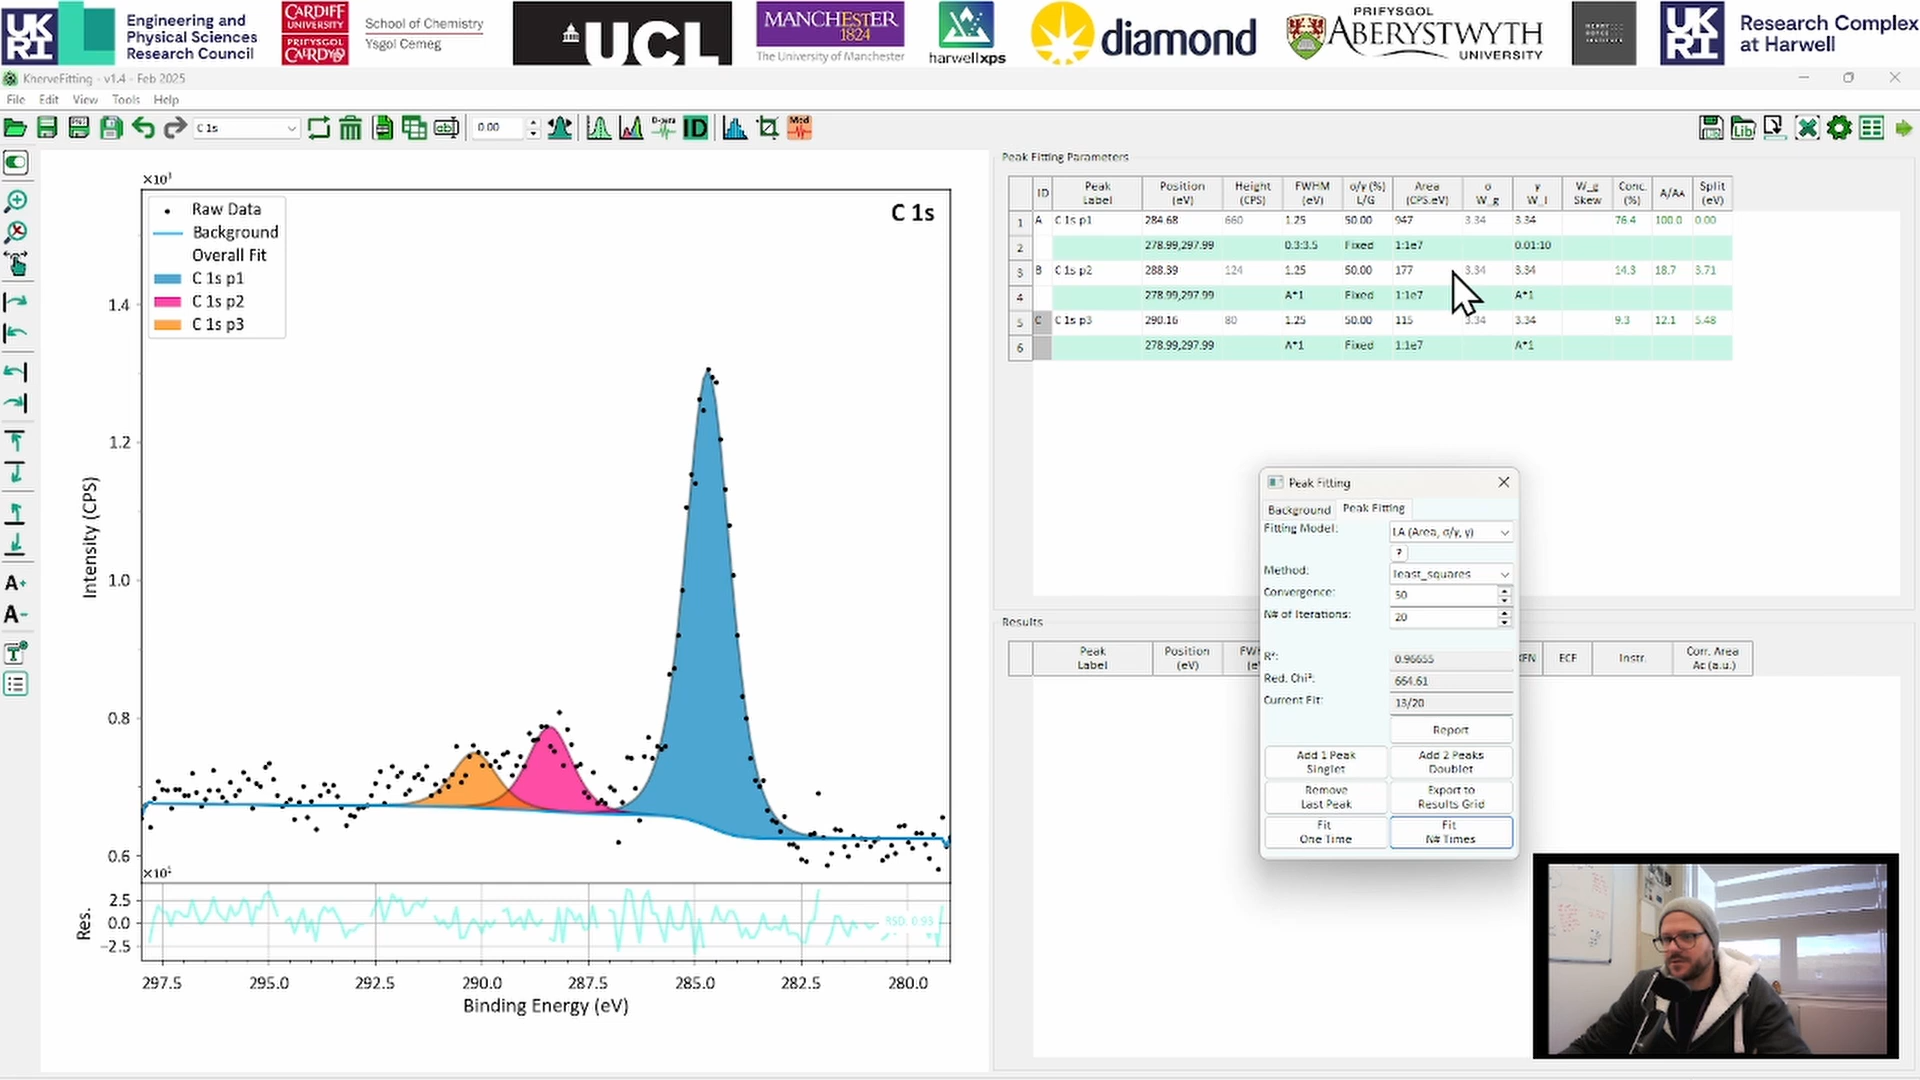 UK
RI
Engineering and
Physical Sciences
Research Council
CARDIFF
UNIVERSITY
PRIFYSGOL
CAERDYDD
School of Chemistry
Ysgol Cemeg
UCL
MANCHESTER
1824
The University of Manchester
harwellxps
diamond
PRIFYSGOL
ABERYSTWYTH
UNIVERSITY
UK
RI
Research Complex
at Harwell
KherveFitting - v1.4 - Feb 2025
File Edit View Tools Help
C 1s
0.00
ID
Med
Lib
Peak Fitting Parameters
ID Peak Label Position (eV) Height (CPS) FWHM (eV) σ/γ (%) L/G Area (CPS.eV) σ W_g γ W_l W_g Skew Conc. (%) A/Aᴀ Split (eV)
1 A C 1s p1 284.68 660 1.25 50.00 947 3.34 3.34 76.4 100.0 0.00
2 278.99,297.99 0.3:3.5 Fixed 1:1e7 0.01:10
3 B C 1s p2 288.39 124 1.25 50.00 177 3.34 3.34 14.3 18.7 3.71
4 278.99,297.99 A*1 Fixed 1:1e7 A*1
5 C C 1s p3 290.16 80 1.25 50.00 115 3.34 3.34 9.3 12.1 5.48
6 278.99,297.99 A*1 Fixed 1:1e7 A*1
C 1s
Raw Data
Background
Overall Fit
C 1s p1
C 1s p2
C 1s p3
Intensity (CPS)
1.4
1.2
1.0
0.8
0.6
Res.
2.5
0.0
−2.5
RSD: 0.93
297.5 295.0 292.5 290.0 287.5 285.0 282.5 280.0
Binding Energy (eV)
A+
A-
T
Peak Fitting
Background Peak Fitting
Fitting Model: LA (Area, σ/γ, γ)
?
Method: least_squares
Convergence: 50
N# of Iterations: 20
R²: 0.96655
Red. Chi²: 664.61
Current Fit: 13/20
Report
Add 1 Peak
Singlet
Add 2 Peaks
Doublet
Remove
Last Peak
Export to
Results Grid
Fit
One Time
Fit
N# Times
Results
Peak Label Position (eV) ECF Instr. Corr. Area Ac (a.u.)